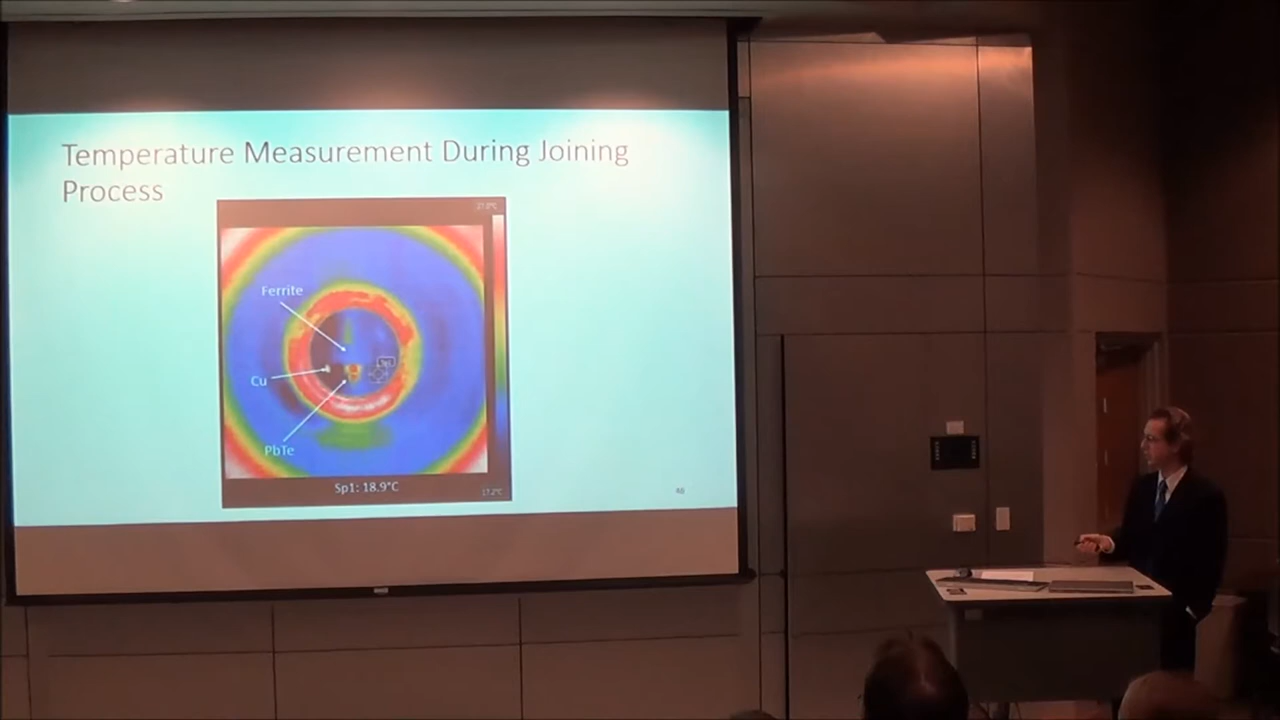 Temperature Measurement During Joining
Process
Ferrite
Cu
PbTe
Sp1: 18.9°C